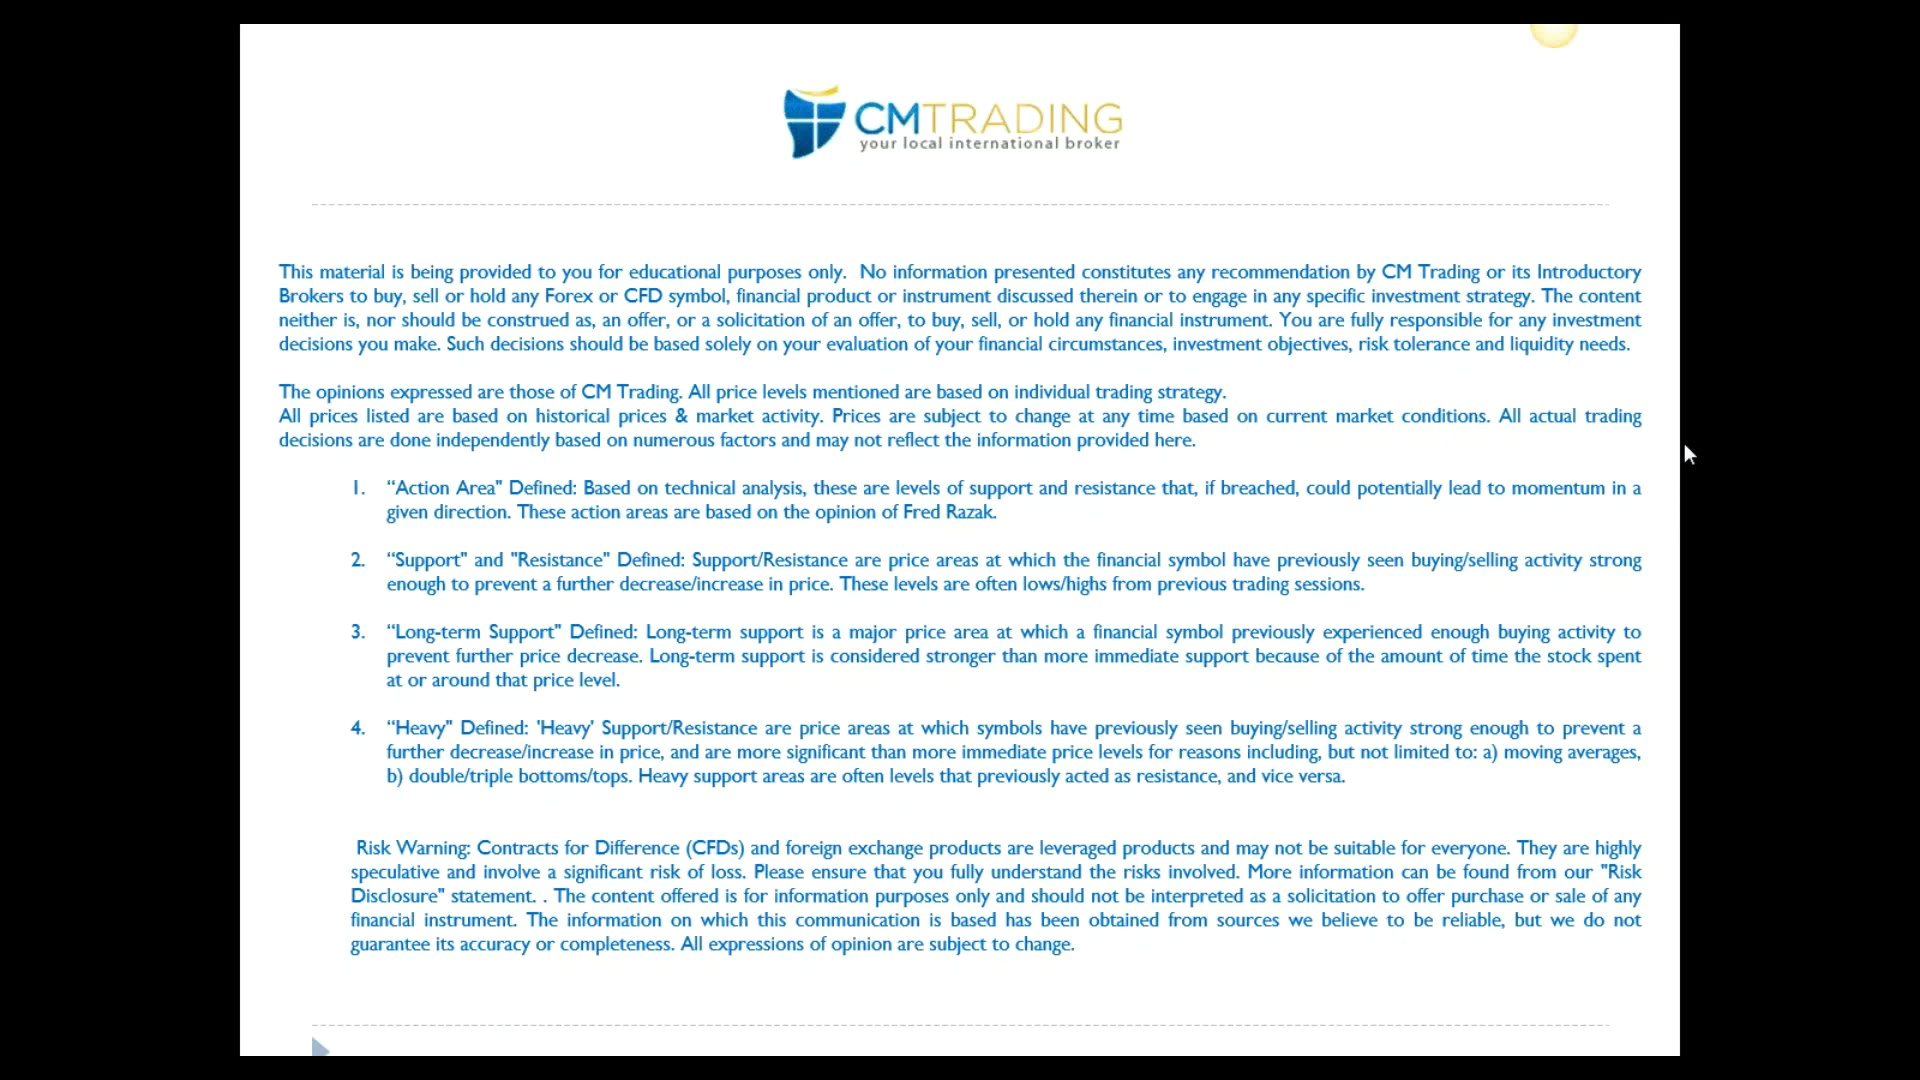 CMTRADING
your local international broker
This material is being provided to you for educational purposes only.  No information presented constitutes any recommendation by CM Trading or its Introductory
Brokers to buy, sell or hold any Forex or CFD symbol, financial product or instrument discussed therein or to engage in any specific investment strategy. The content
neither is, nor should be construed as, an offer, or a solicitation of an offer, to buy, sell, or hold any financial instrument. You are fully responsible for any investment
decisions you make. Such decisions should be based solely on your evaluation of your financial circumstances, investment objectives, risk tolerance and liquidity needs.
The opinions expressed are those of CM Trading. All price levels mentioned are based on individual trading strategy.
All prices listed are based on historical prices & market activity. Prices are subject to change at any time based on current market conditions. All actual trading
decisions are done independently based on numerous factors and may not reflect the information provided here.
1. “Action Area" Defined: Based on technical analysis, these are levels of support and resistance that, if breached, could potentially lead to momentum in a
given direction. These action areas are based on the opinion of Fred Razak.
2. “Support" and "Resistance" Defined: Support/Resistance are price areas at which the financial symbol have previously seen buying/selling activity strong
enough to prevent a further decrease/increase in price. These levels are often lows/highs from previous trading sessions.
3. “Long-term Support" Defined: Long-term support is a major price area at which a financial symbol previously experienced enough buying activity to
prevent further price decrease. Long-term support is considered stronger than more immediate support because of the amount of time the stock spent
at or around that price level.
4. “Heavy" Defined: 'Heavy' Support/Resistance are price areas at which symbols have previously seen buying/selling activity strong enough to prevent a
further decrease/increase in price, and are more significant than more immediate price levels for reasons including, but not limited to: a) moving averages,
b) double/triple bottoms/tops. Heavy support areas are often levels that previously acted as resistance, and vice versa.
Risk Warning: Contracts for Difference (CFDs) and foreign exchange products are leveraged products and may not be suitable for everyone. They are highly
speculative and involve a significant risk of loss. Please ensure that you fully understand the risks involved. More information can be found from our "Risk
Disclosure" statement. . The content offered is for information purposes only and should not be interpreted as a solicitation to offer purchase or sale of any
financial instrument. The information on which this communication is based has been obtained from sources we believe to be reliable, but we do not
guarantee its accuracy or completeness. All expressions of opinion are subject to change.